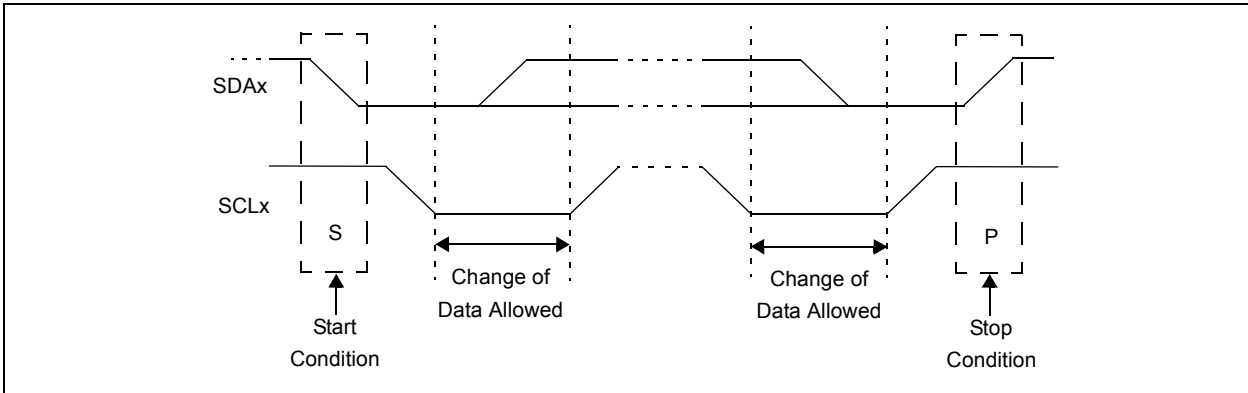 SDAx
SCLx
S
P
Change of
Data Allowed
Change of
Data Allowed
Start
Condition
Stop
Condition